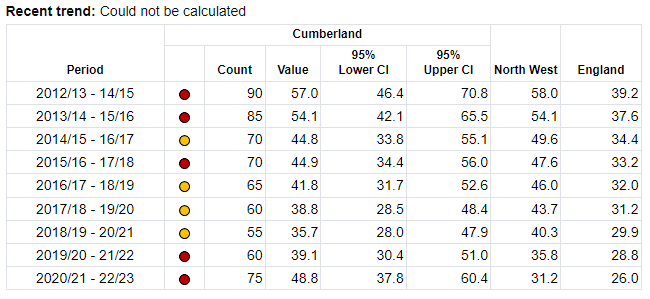 Recent trend: Could not be calculated
Cumberland
Period Count Value 95% Lower CI 95% Upper CI North West England
2012/13 - 14/15 90 57.0 46.4 70.8 58.0 39.2
2013/14 - 15/16 85 54.1 42.1 65.5 54.1 37.6
2014/15 - 16/17 70 44.8 33.8 55.1 49.6 34.4
2015/16 - 17/18 70 44.9 34.4 56.0 47.6 33.2
2016/17 - 18/19 65 41.8 31.7 52.6 46.0 32.0
2017/18 - 19/20 60 38.8 28.5 48.4 43.7 31.2
2018/19 - 20/21 55 35.7 28.0 47.9 40.3 29.9
2019/20 - 21/22 60 39.1 30.4 51.0 35.8 28.8
2020/21 - 22/23 75 48.8 37.8 60.4 31.2 26.0